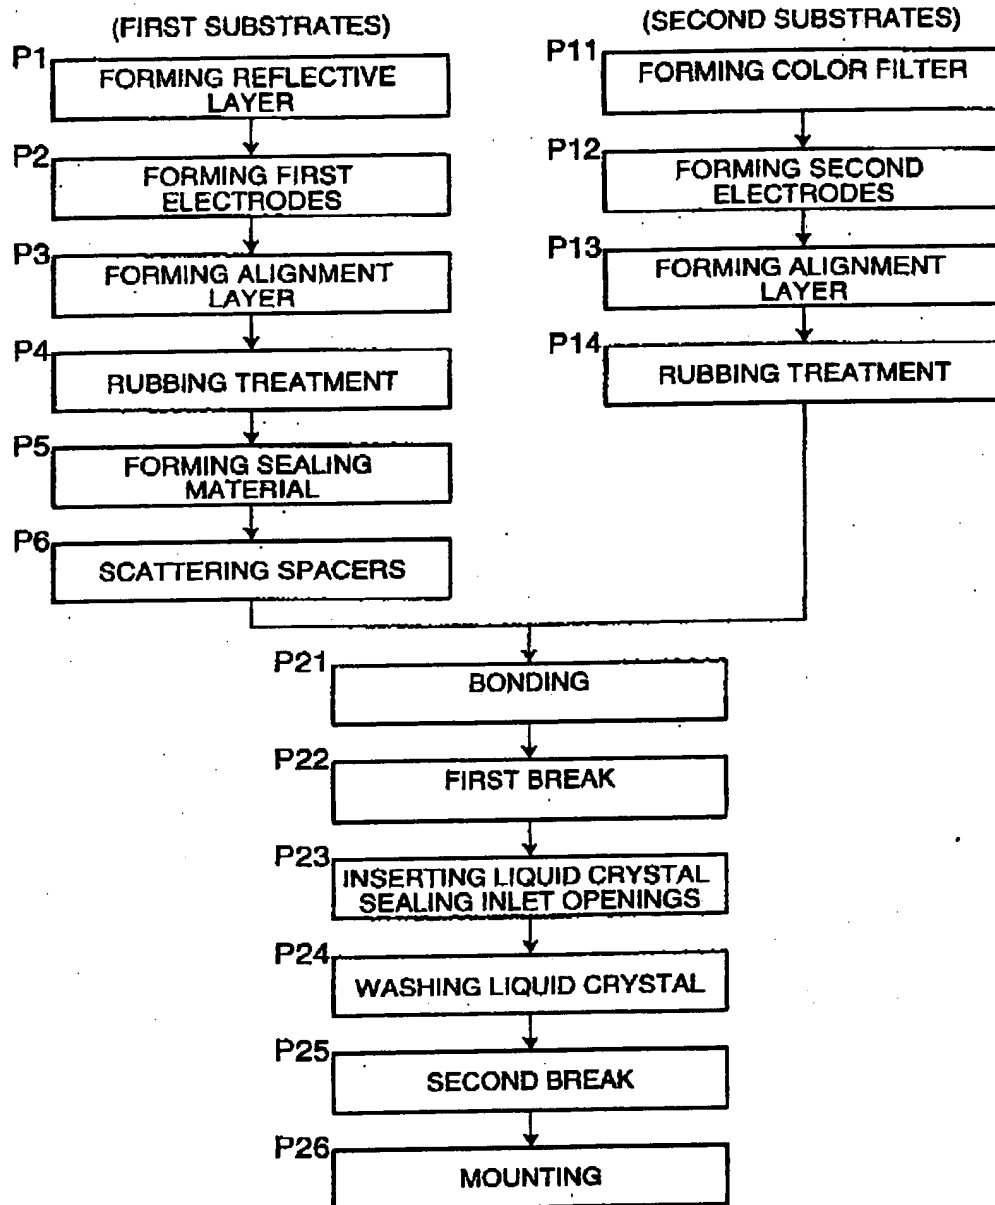 (FIRST SUBSTRATES)
P1
FORMING REFLECTIVE
LAYER
P2
FORMING FIRST
ELECTRODES
P3
FORMING ALIGNMENT
LAYER
P4
RUBBING TREATMENT
P5
FORMING SEALING
MATERIAL
P6
SCATTERING SPACERS
(SECOND SUBSTRATES)
P11
FORMING COLOR FILTER
P12
FORMING SECOND
ELECTRODES
P13
FORMING ALIGNMENT
LAYER
P14
RUBBING TREATMENT
P21
BONDING
P22
FIRST BREAK
P23
INSERTING LIQUID CRYSTAL
SEALING INLET OPENINGS
P24
WASHING LIQUID CRYSTAL
P25
SECOND BREAK
P26
MOUNTING